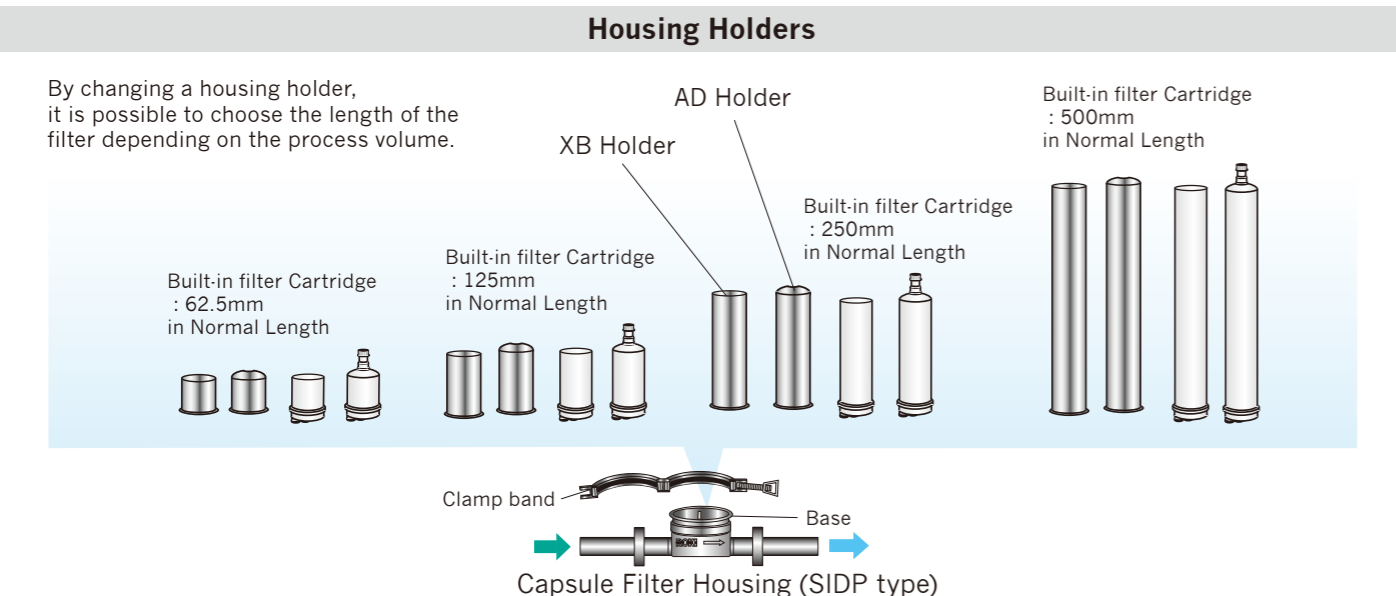 Housing Holders
By changing a housing holder,
it is possible to choose the length of the
filter depending on the process volume.
XB Holder
AD Holder
Built-in filter Cartridge
: 62.5mm
in Normal Length
Built-in filter Cartridge
: 125mm
in Normal Length
Built-in filter Cartridge
: 250mm
in Normal Length
Built-in filter Cartridge
: 500mm
in Normal Length
Clamp band
Base
Capsule Filter Housing (SIDP type)